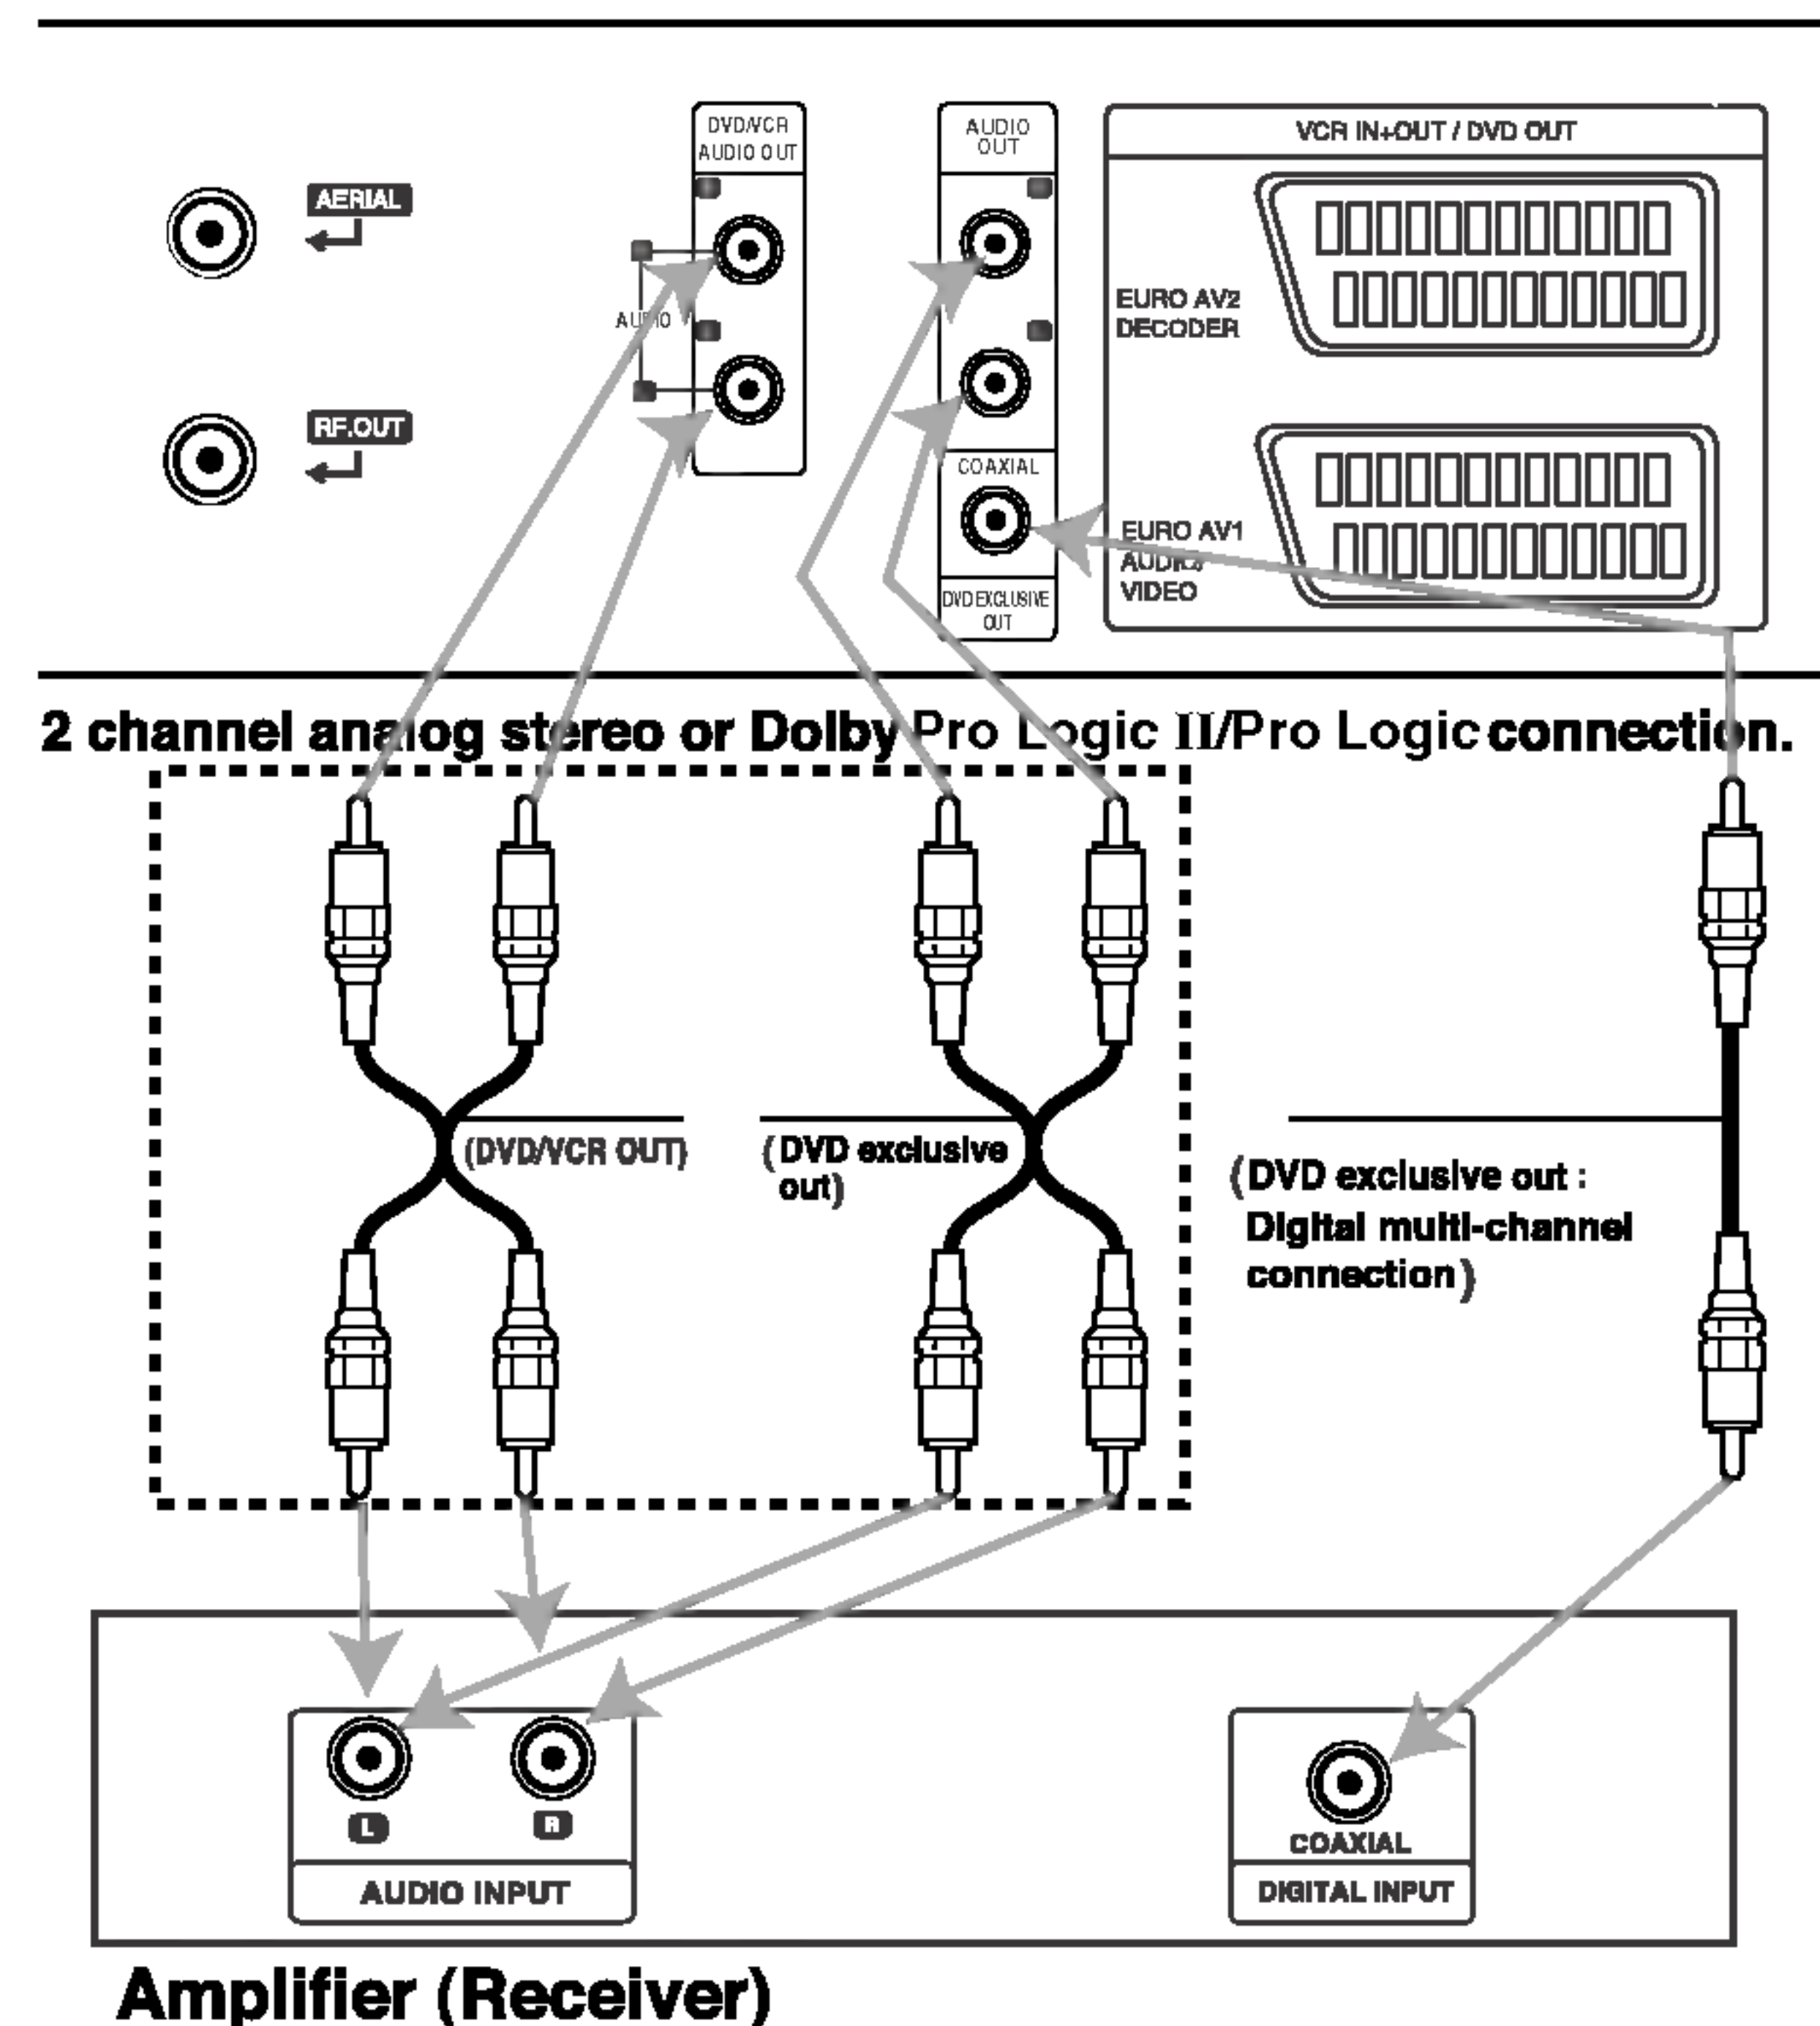 DVD/VCR
AUDIO OUT
AUDIO
OUT
VCR IN+OUT / DVD OUT
AERIAL
EURO AV2
DECODER
AUDIO
RF.OUT
COAXIAL
EURO AV1
AUDIO
VIDEO
DVD EXCLUSIVE
OUT
2 channel analog stereo or Dolby Pro Logic II/Pro Logic connection.
(DVD/VCR OUT)
(DVD exclusive
out)
(DVD exclusive out :
Digital multi-channel
connection)
L
R
COAXIAL
AUDIO INPUT
DIGITAL INPUT
Amplifier (Receiver)